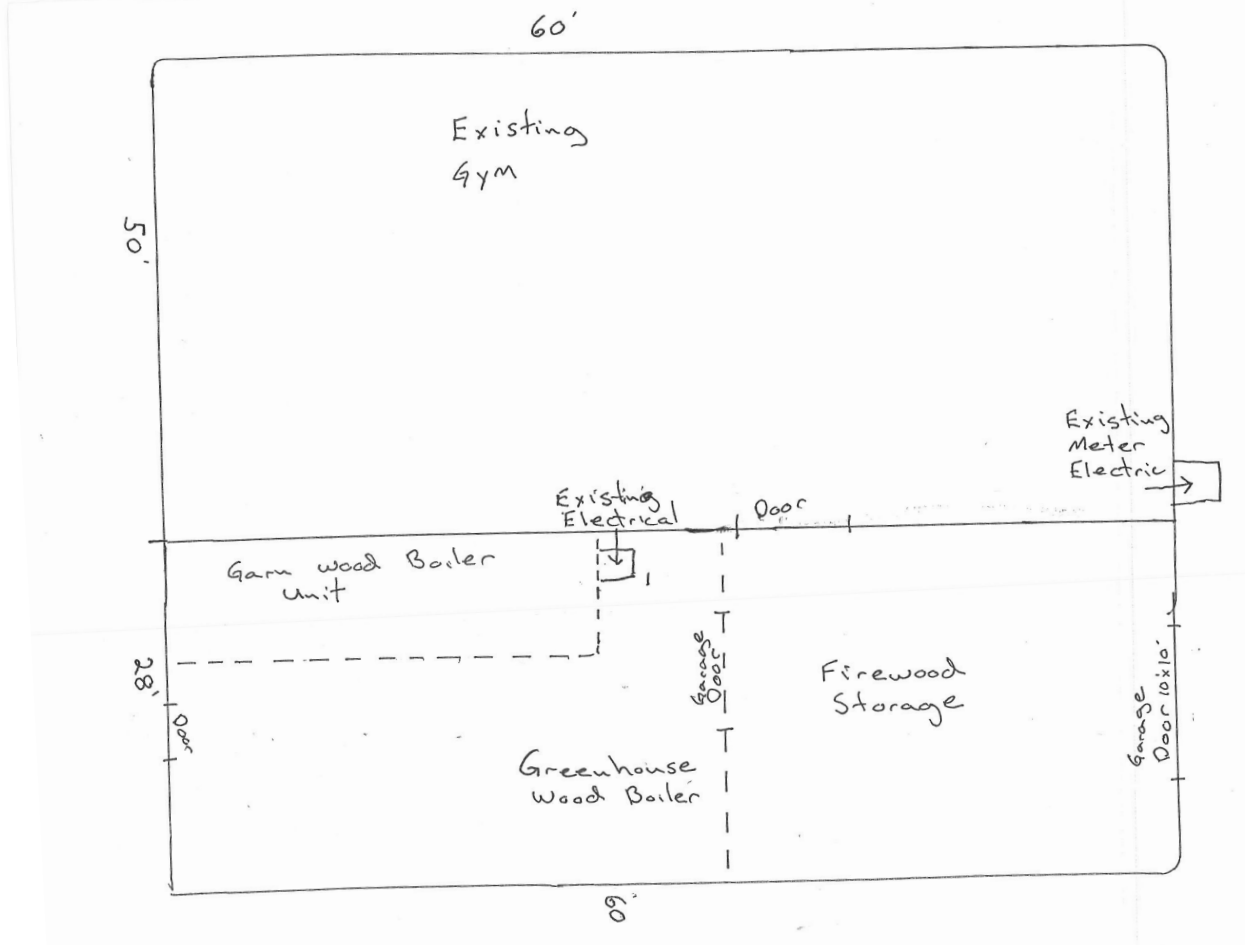 60'
Existing
Gym
50'
Existing
Meter
Electric
Existing
Electrical
Door
Garn wood Boiler
Unit
28'
Door
Garage
Door
Firewood
Storage
Garage
Door 10x10'
Greenhouse
Wood Boiler
60'